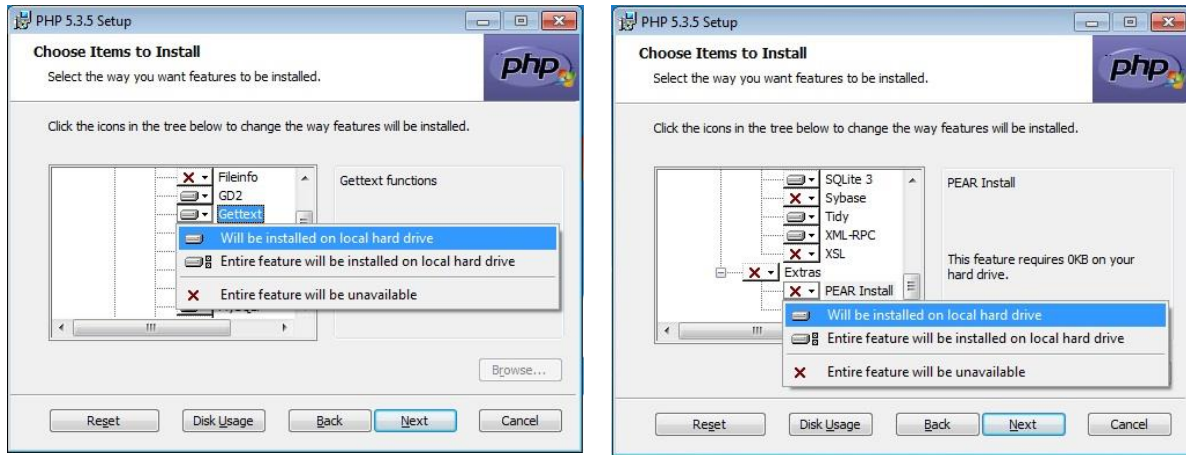 PHP 5.3.5 Setup
Choose Items to Install
Select the way you want features to be installed.
php
Click the icons in the tree below to change the way features will be installed.
Fileinfo
GD2
Gettext
Gettext functions
Will be installed on local hard drive
Entire feature will be installed on local hard drive
Entire feature will be unavailable
Browse...
Reset
Disk Usage
Back
Next
Cancel
PHP 5.3.5 Setup
Choose Items to Install
Select the way you want features to be installed.
php
Click the icons in the tree below to change the way features will be installed.
SQLite 3
Sybase
Tidy
XML-RPC
XSL
Extras
PEAR Install
PEAR Install
This feature requires 0KB on your
hard drive.
Will be installed on local hard drive
Entire feature will be installed on local hard drive
Entire feature will be unavailable
Reset
Disk Usage
Back
Next
Cancel